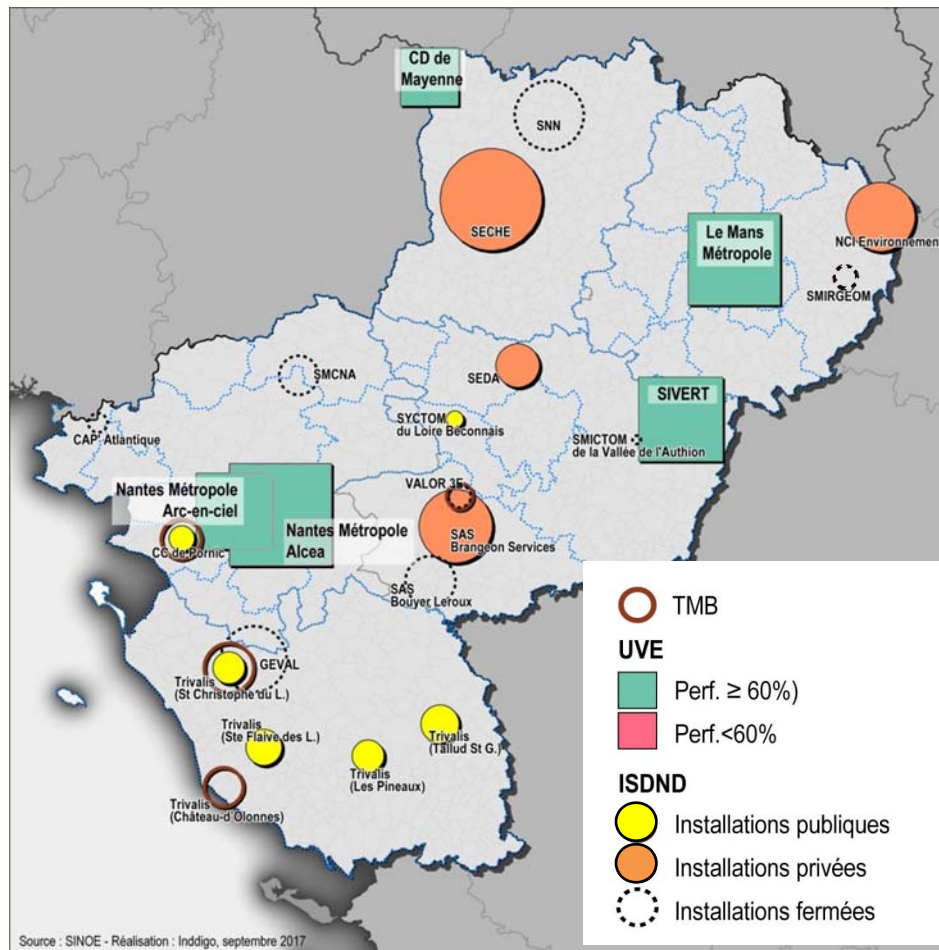 CD de
Mayenne
SNN
SECHE
Le Mans
Métropole
NCI Environnement
SMIRGEOM
SMCNA
SEDA
SIVERT
SYCTOM
du Loire Béconnais
CAP Atlantique
SMICTOM
de la Vallée de l'Authion
VALOR 3E
Nantes Métropole
Arc-en-ciel
Nantes Métropole
Alcea
SAS
Brangeon Services
CC de Pornic
SAS
Bouyer Leroux
GEVAL
Trivalis
(St Christophe du L.)
Trivalis
(Ste Flaive des L.)
Trivalis
(Tallud St G.)
Trivalis
(Les Pineaux)
Trivalis
(Château-d'Olonnes)
TMB
UVE
Perf. ≥ 60%)
Perf.<60%
ISDND
Installations publiques
Installations privées
Installations fermées
Source : SINOE - Réalisation : Inddigo, septembre 2017